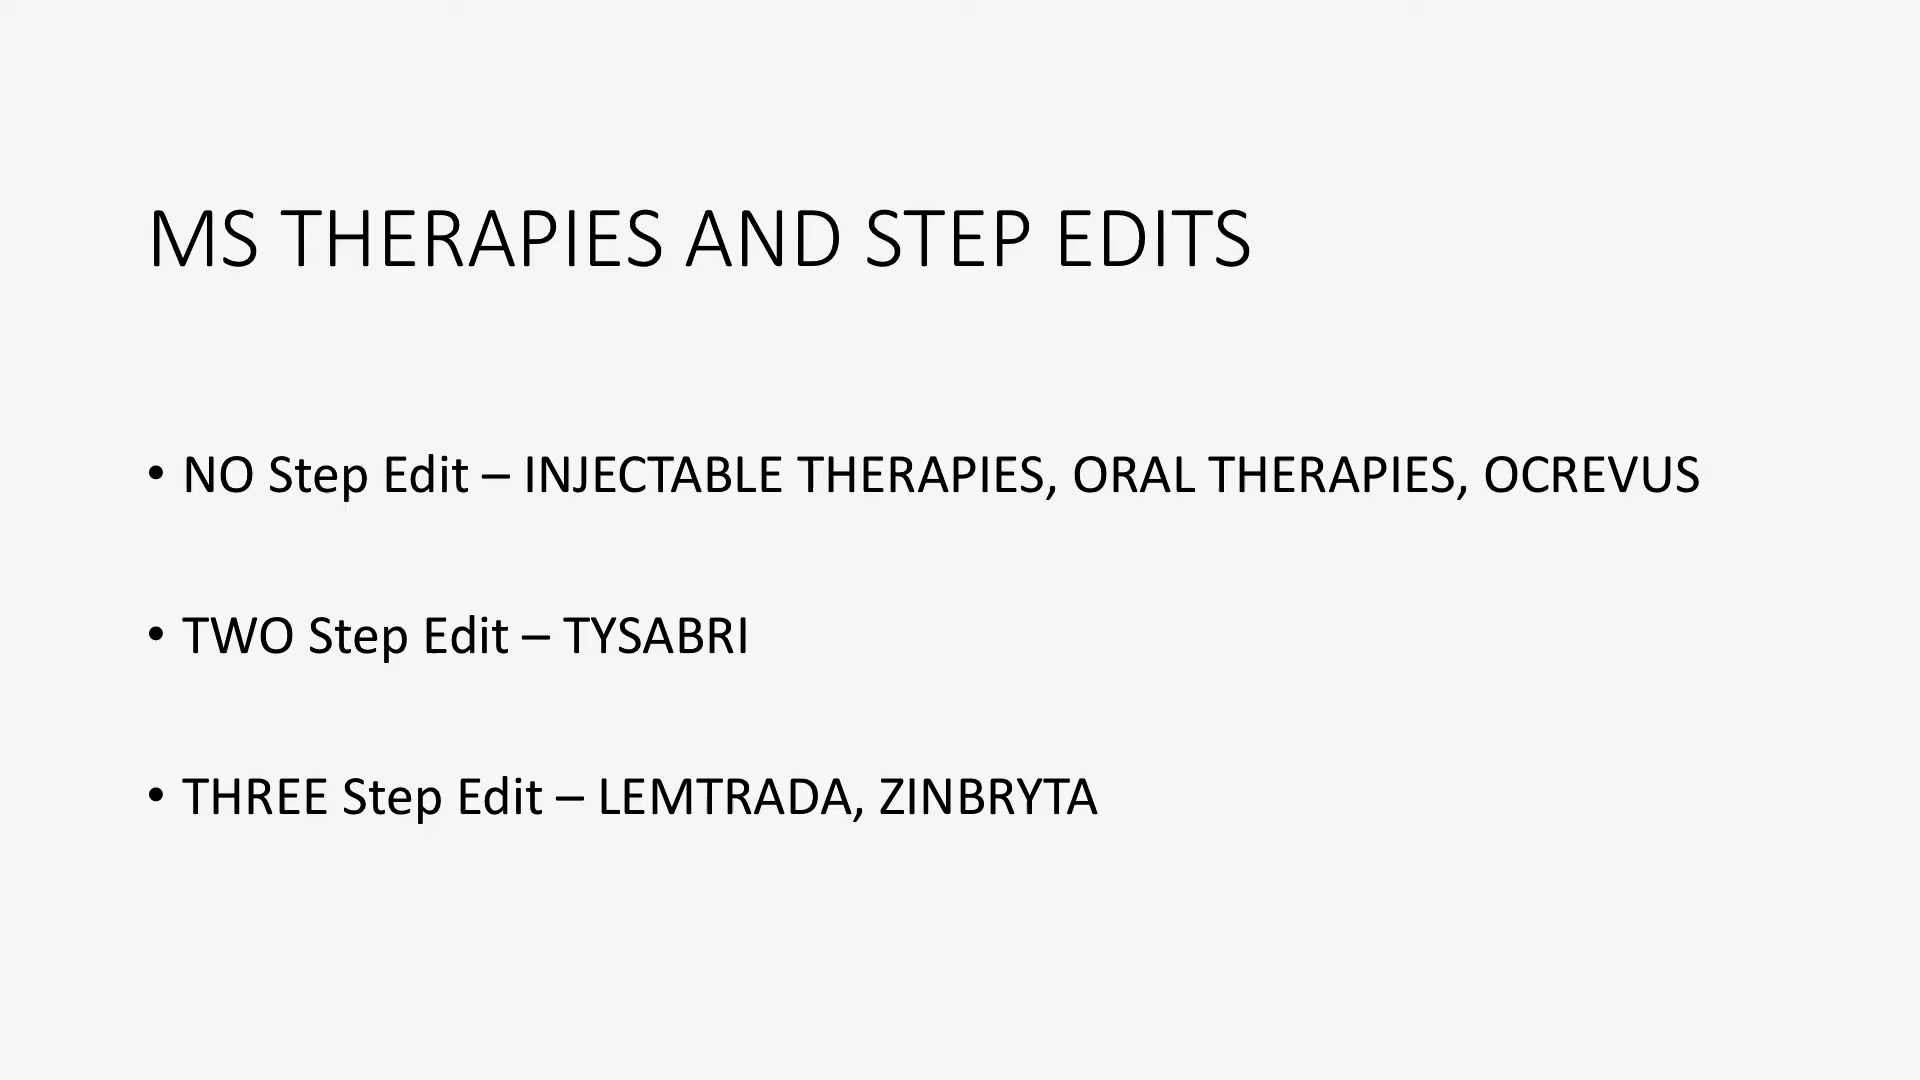 MS THERAPIES AND STEP EDITS
• NO Step Edit – INJECTABLE THERAPIES, ORAL THERAPIES, OCREVUS
• TWO Step Edit – TYSABRI
• THREE Step Edit – LEMTRADA, ZINBRYTA